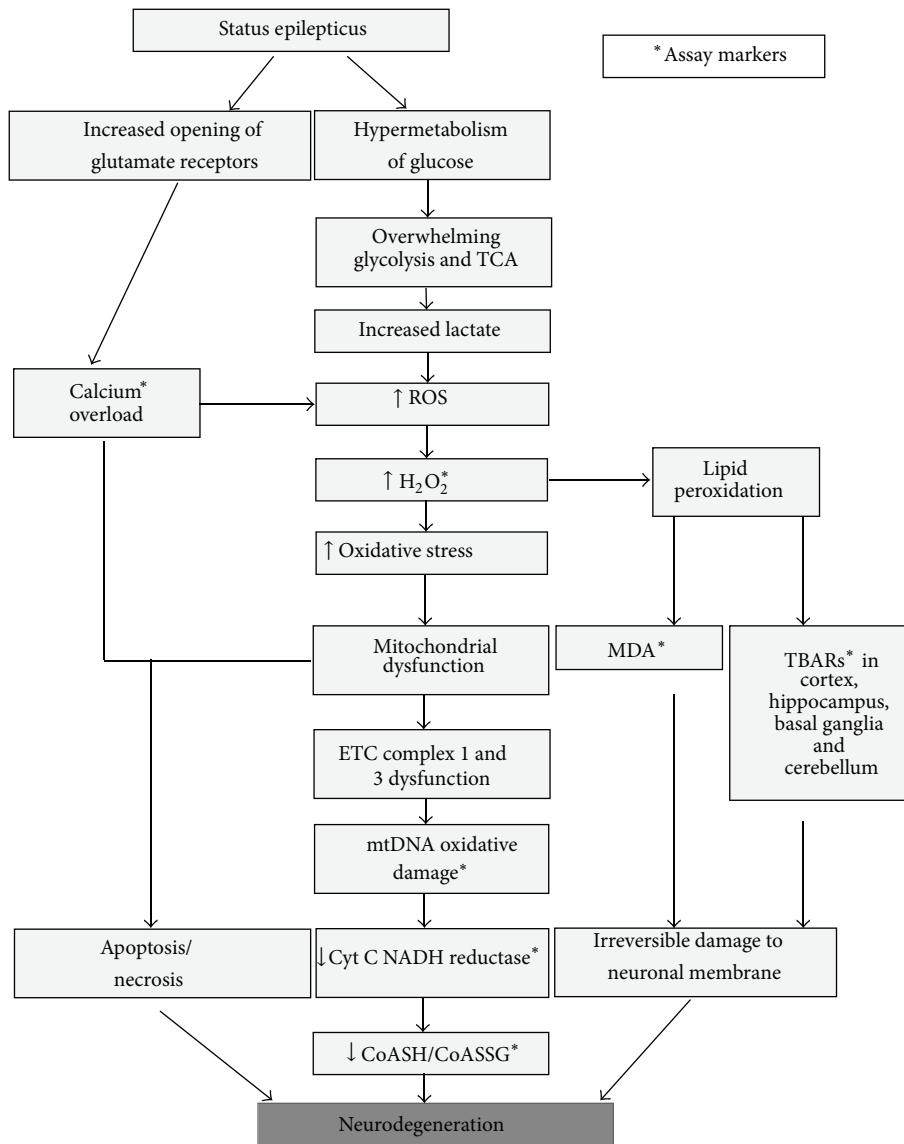 Status epilepticus
* Assay markers
Increased opening of
glutamate receptors
Hypermetabolism
of glucose
Overwhelming
glycolysis and TCA
Increased lactate
Calcium*
overload
↑ ROS
↑ H₂O₂*
Lipid
peroxidation
↑ Oxidative stress
Mitochondrial
dysfunction
MDA*
TBARs* in
cortex,
hippocampus,
basal ganglia
and
cerebellum
ETC complex 1 and
3 dysfunction
mtDNA oxidative
damage*
Apoptosis/
necrosis
↓Cyt C NADH reductase*
Irreversible damage to
neuronal membrane
↓ CoASH/CoASSG*
Neurodegeneration